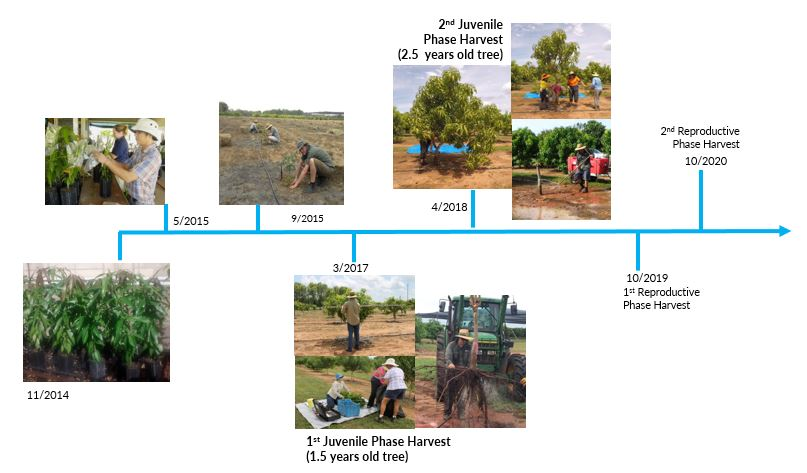 2nd Juvenile
Phase Harvest
(2.5 years old tree)
2nd Reproductive
Phase Harvest
10/2020
5/2015
9/2015
4/2018
11/2014
3/2017
1st Juvenile Phase Harvest
(1.5 years old tree)
10/2019
1st Reproductive
Phase Harvest